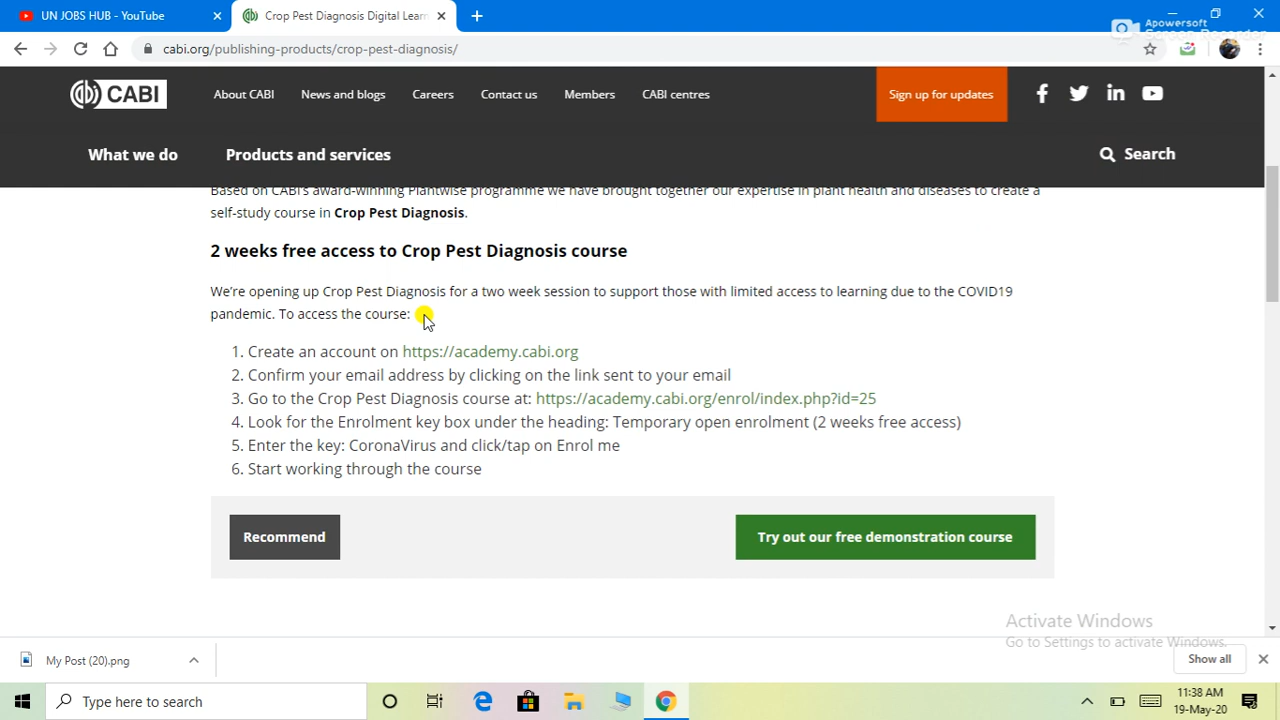 UN JOBS HUB - YouTube
Crop Pest Diagnosis Digital Learn
Apowersoft
Screen Recorder
cabi.org/publishing-products/crop-pest-diagnosis/
CABI
About CABI
News and blogs
Careers
Contact us
Members
CABI centres
Sign up for updates
What we do
Products and services
Search
Based on CABI's award-winning Plantwise programme we have brought together our expertise in plant health and diseases to create a
self-study course in Crop Pest Diagnosis.
2 weeks free access to Crop Pest Diagnosis course
We're opening up Crop Pest Diagnosis for a two week session to support those with limited access to learning due to the COVID19
pandemic. To access the course:
1. Create an account on https://academy.cabi.org
2. Confirm your email address by clicking on the link sent to your email
3. Go to the Crop Pest Diagnosis course at: https://academy.cabi.org/enrol/index.php?id=25
4. Look for the Enrolment key box under the heading: Temporary open enrolment (2 weeks free access)
5. Enter the key: CoronaVirus and click/tap on Enrol me
6. Start working through the course
Recommend
Try out our free demonstration course
Activate Windows
Go to Settings to activate Windows.
My Post (20).png
Show all
Type here to search
11:38 AM
19-May-20